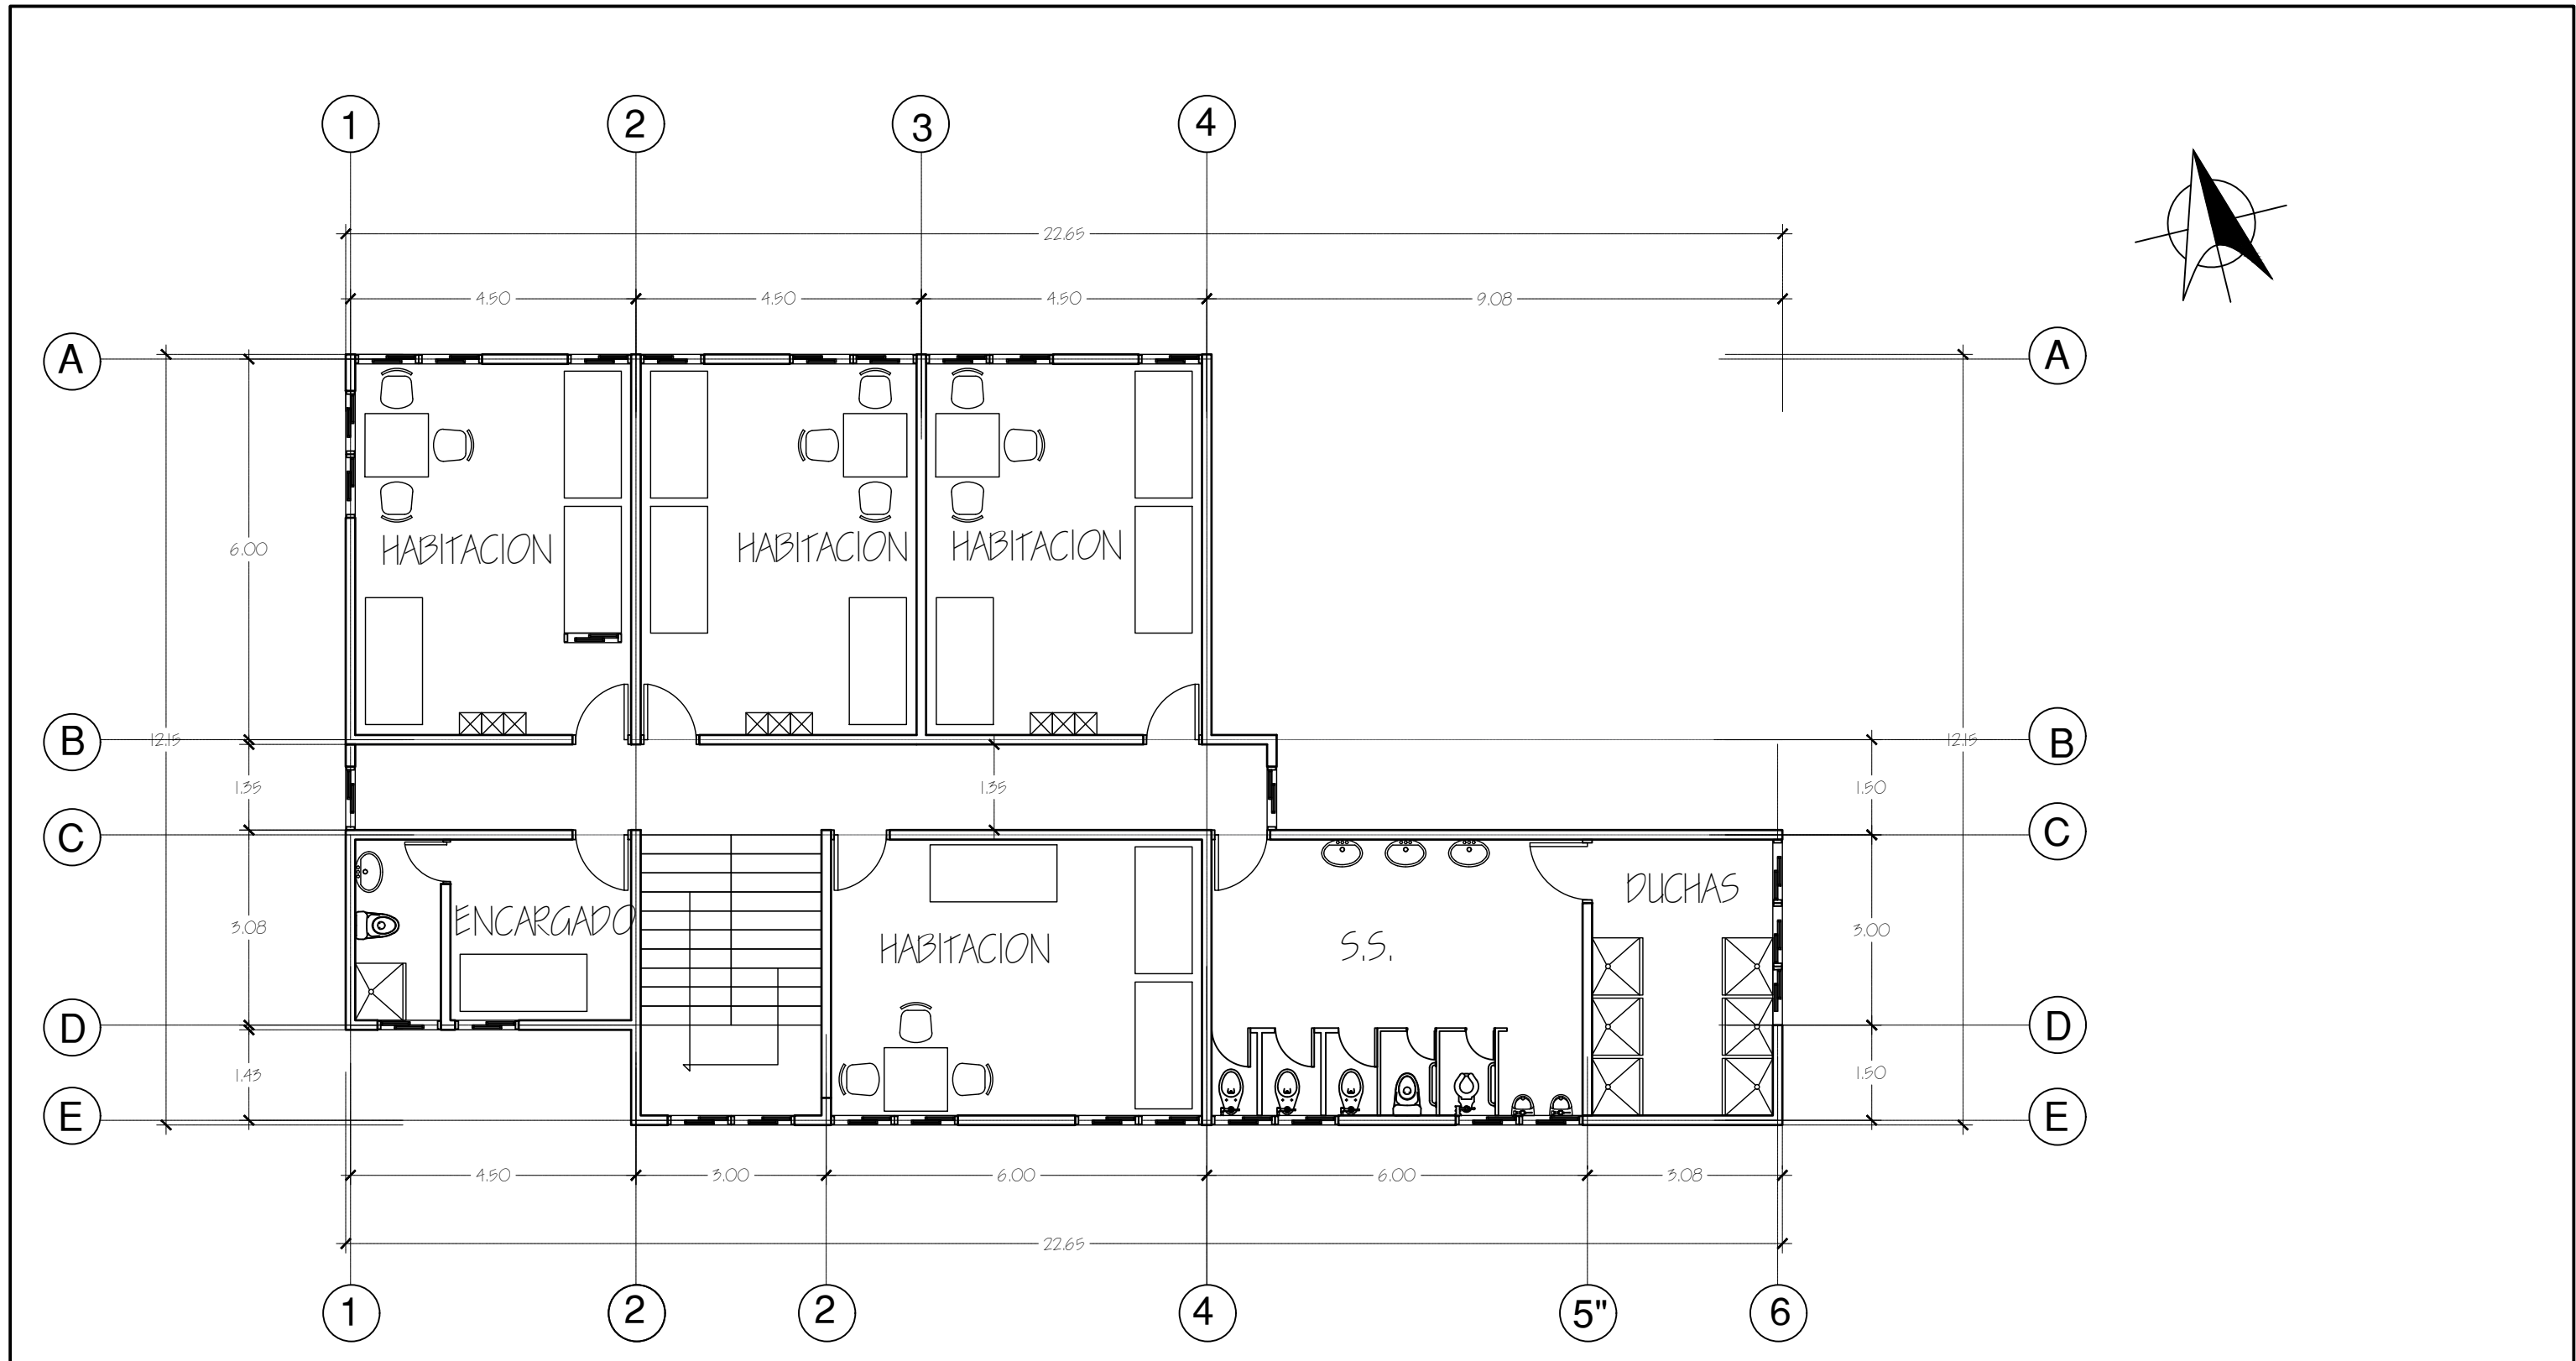 1 2 3 4
22.65
4.50 4.50 4.50 9.08
A A
6.00
HABITACION HABITACION HABITACION
B 12.15 12.15 B
1.35 1.35 1.50
C C
DUCHAS
3.08 ENCARGADO HABITACION S.S. 3.00
D D
1.43 1.50
E E
4.50 3.00 6.00 6.00 3.08
22.65
1 2 2 4 5" 6